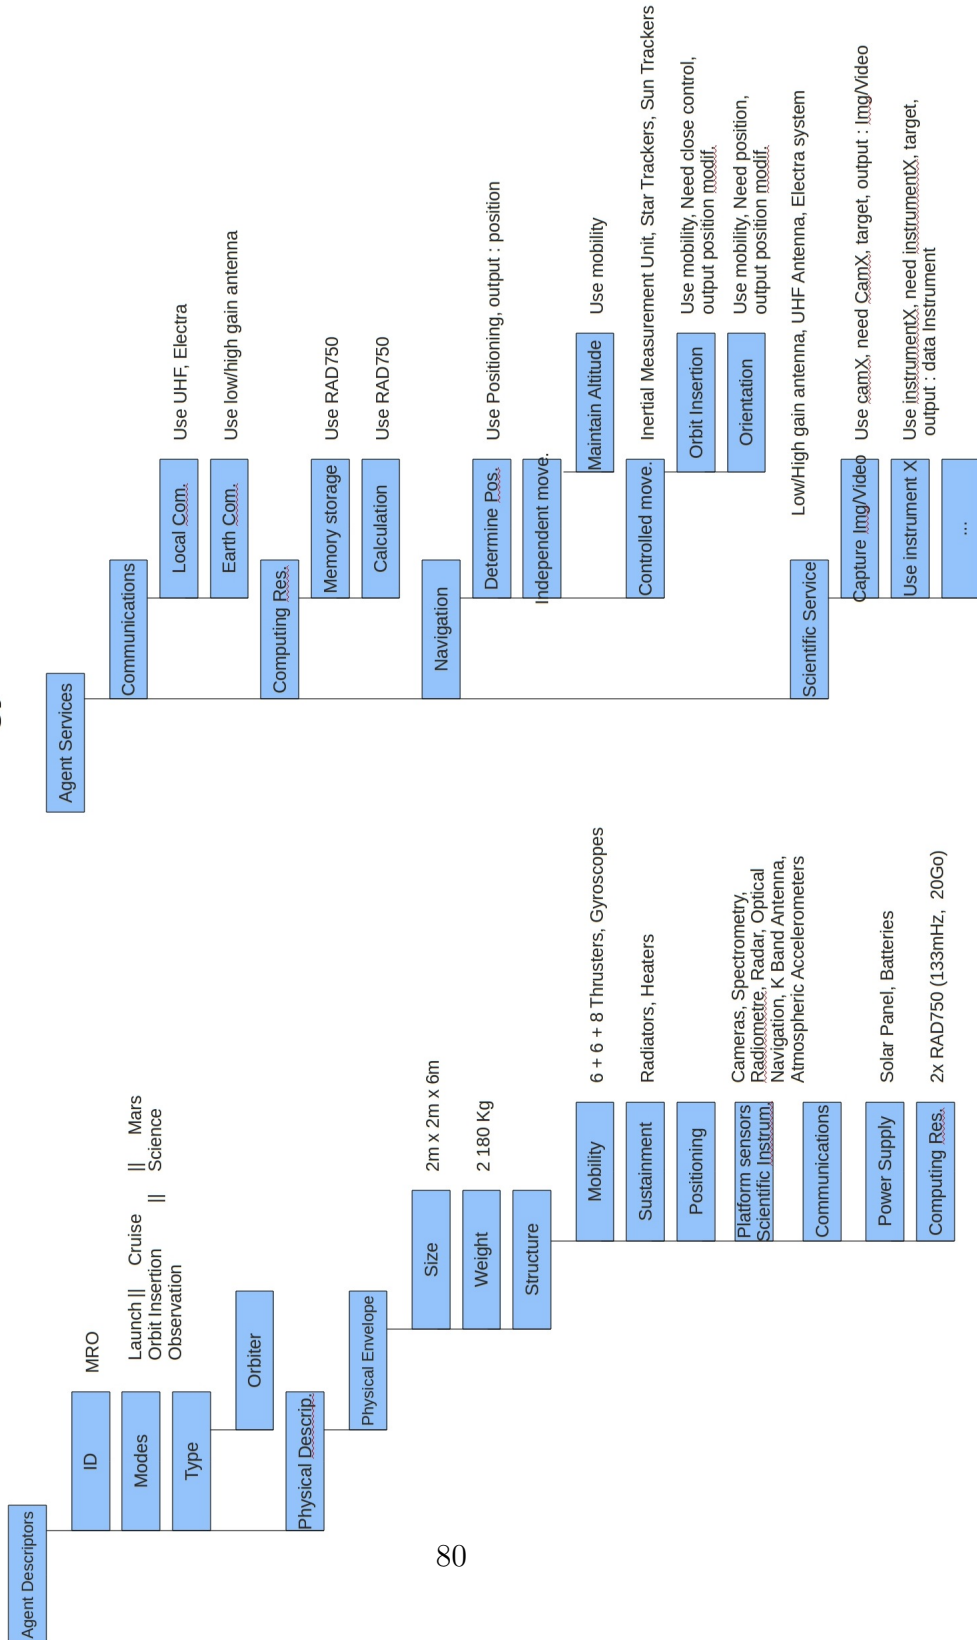 Agent Descriptors
ID
MRO
Modes
Launch || Cruise || Mars
Orbit Insertion || Science
Observation
Type
Orbiter
Physical Descrip.
Physical Envelope
Size
2m x 2m x 6m
Weight
2 180 Kg
Structure
Mobility
6 + 6 + 8 Thrusters, Gyroscopes
Sustainment
Radiators, Heaters
Positioning
Platform sensors
Scientific Instrum.
Cameras, Spectrometry,
Radiometre, Radar, Optical
Navigation, K Band Antenna,
Atmospheric Accelerometers
Communications
Power Supply
Solar Panel, Batteries
Computing Res.
2x RAD750 (133mHz, 20Go)
Agent Services
Communications
Local Com.
Use UHF, Electra
Earth Com.
Use low/high gain antenna
Computing Res.
Memory storage
Use RAD750
Calculation
Use RAD750
Navigation
Determine Pos.
Use Positioning, output : position
Independent move.
Maintain Altitude
Use mobility
Controlled move.
Inertial Measurement Unit, Star Trackers, Sun Trackers
Orbit Insertion
Use mobility, Need close control,
output position modif.
Orientation
Use mobility, Need position,
output position modif.
Low/High gain antenna, UHF Antenna, Electra system
Scientific Service
Capture Img/Video
Use camX, need CamX, target, output : Img/Video
Use instrument X
Use instrumentX, need instrumentX, target,
output : data Instrument
...
80